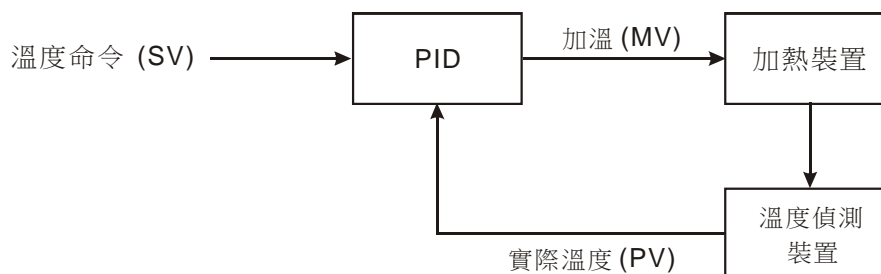 溫度命令 (SV)
PID
加溫 (MV)
加熱裝置
溫度偵測
裝置
實際溫度 (PV)